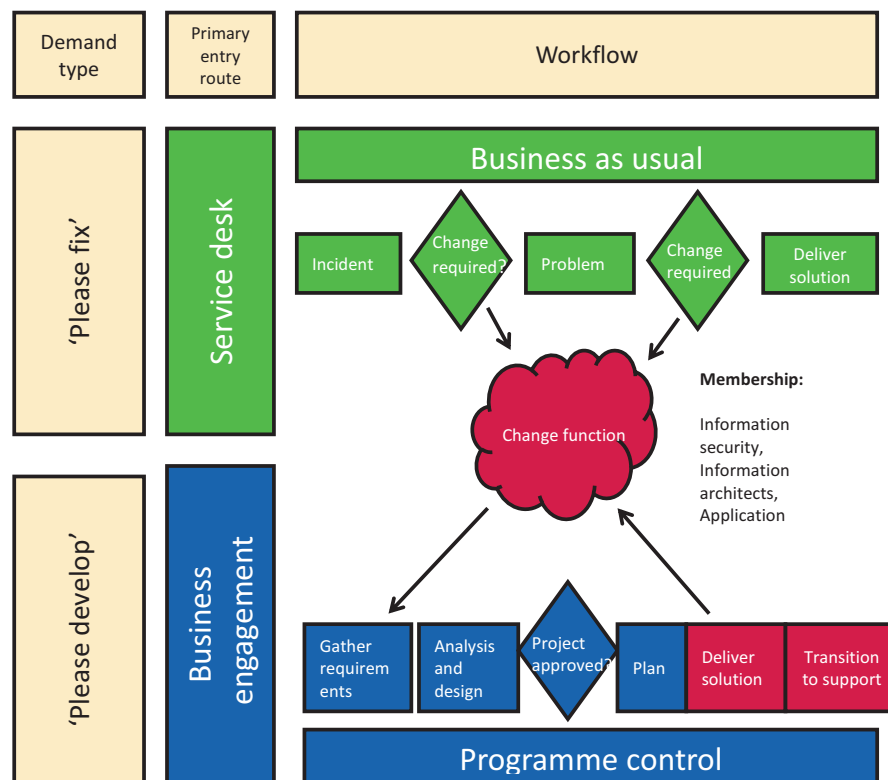 Demand
type
Primary
entry
route
Workflow
'Please fix'
Service desk
Business as usual
Incident
Change
required?
Problem
Change
required
Deliver
solution
Change function
Membership:
Information
security,
Information
architects,
Application
'Please develop'
Business
engagement
Gather
requirem
ents
Analysis
and
design
Project
approved?
Plan
Deliver
solution
Transition
to support
Programme control